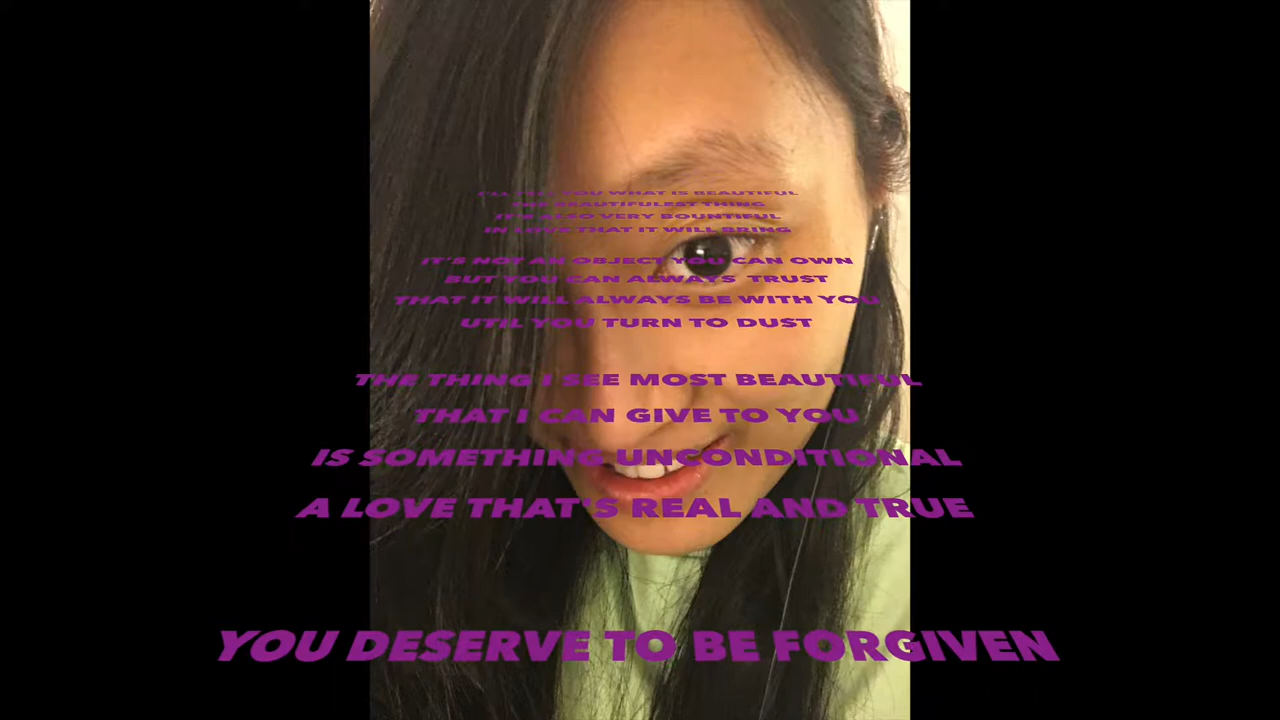 I'LL TELL YOU WHAT IS BEAUTIFUL
THE BEAUTIFULEST THING
IT'S ALSO VERY BOUNTIFUL
IN LOVE THAT IT WILL BRING
IT'S NOT AN OBJECT YOU CAN OWN
BUT YOU CAN ALWAYS TRUST
THAT IT WILL ALWAYS BE WITH YOU
UTIL YOU TURN TO DUST
THE THING I SEE MOST BEAUTIFUL
THAT I CAN GIVE TO YOU
IS SOMETHING UNCONDITIONAL
A LOVE THAT'S REAL AND TRUE
YOU DESERVE TO BE FORGIVEN